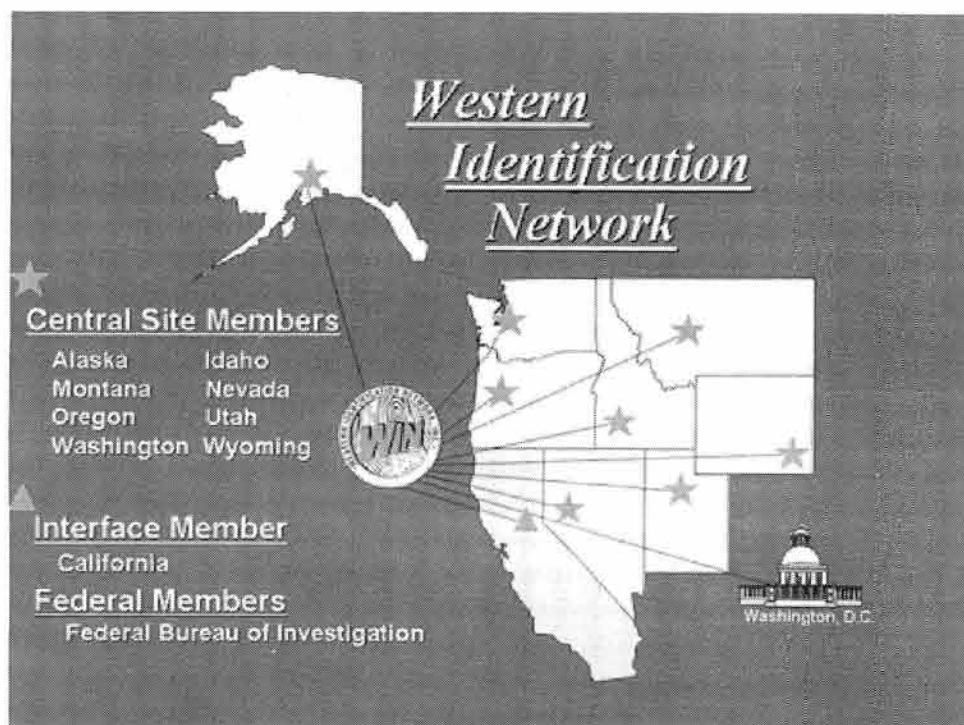 Western
Identification
Network
Central Site Members
Alaska Idaho
Montana Nevada
Oregon Utah
Washington Wyoming
WIN
Interface Member
California
Federal Members
Federal Bureau of Investigation
Washington, D.C.